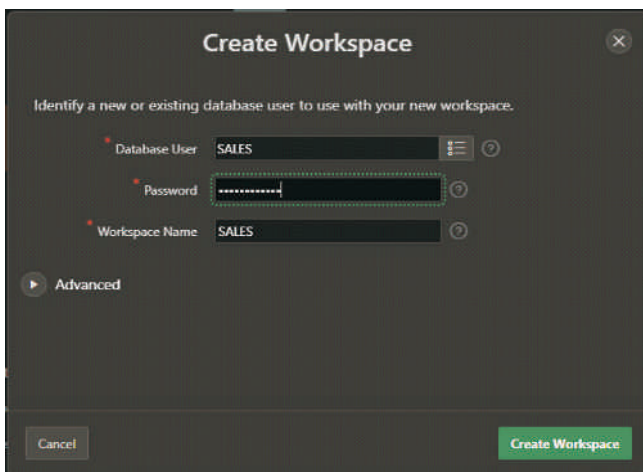 Create Workspace
Identify a new or existing database user to use with your new workspace.
* Database User SALES
* Password ------------
* Workspace Name SALES
Advanced
Cancel Create Workspace